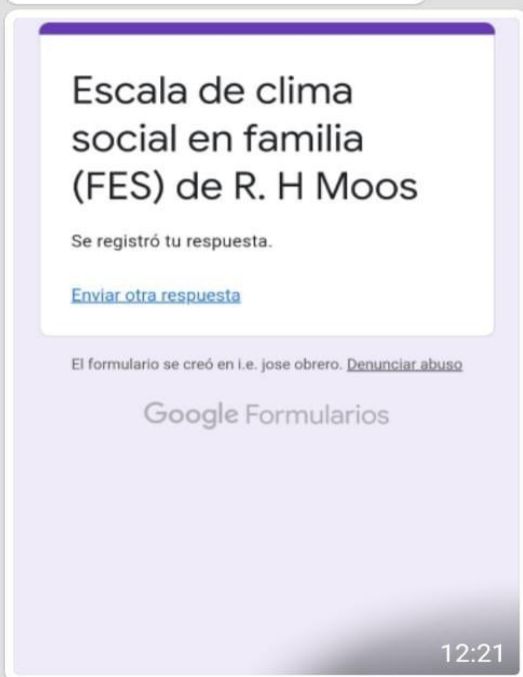 Escala de clima
social en familia
(FES) de R. H Moos
Se registró tu respuesta.
Enviar otra respuesta
El formulario se creó en i.e. jose obrero. Denunciar abuso
Google Formularios
12:21